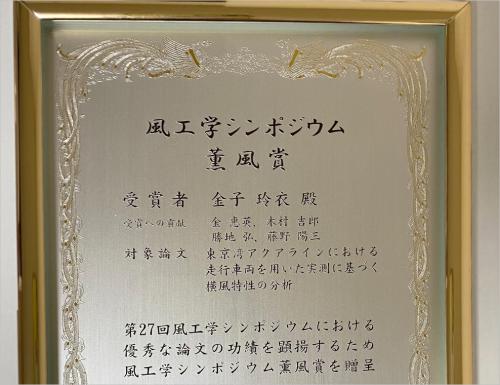 風工学シンポジウム
薫風賞
受賞者 金子 玲衣 殿
受賞への貢献 金 惠英、木村 吉郎
勝地 弘、藤野 陽三
対象論文 東京湾アクアラインにおける
走行車両を用いた実測に基づく
横風特性の分析
第27回風工学シンポジウムにおける
優秀な論文の功績を顕揚するため
風工学シンポジウム薫風賞を贈呈